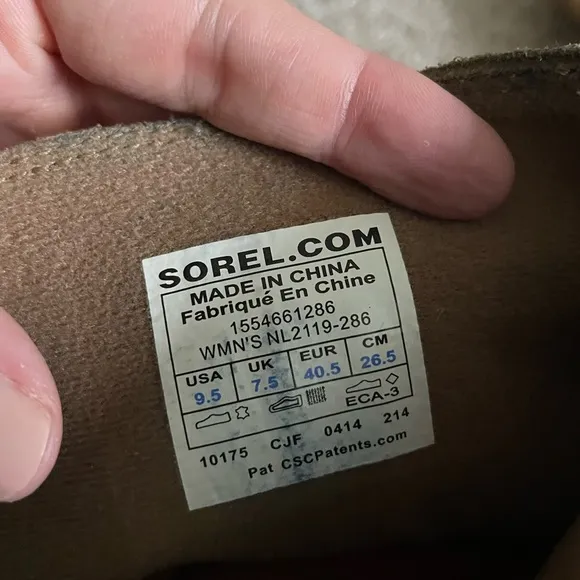 SOREL.COM
MADE IN CHINA
Fabriqué En Chine
1554661286
WMN'S NL2119-286
USA UK EUR CM
9.5 7.5 40.5 26.5
ECA-3
10175 CJF 0414 214
Pat CSCPatents.com